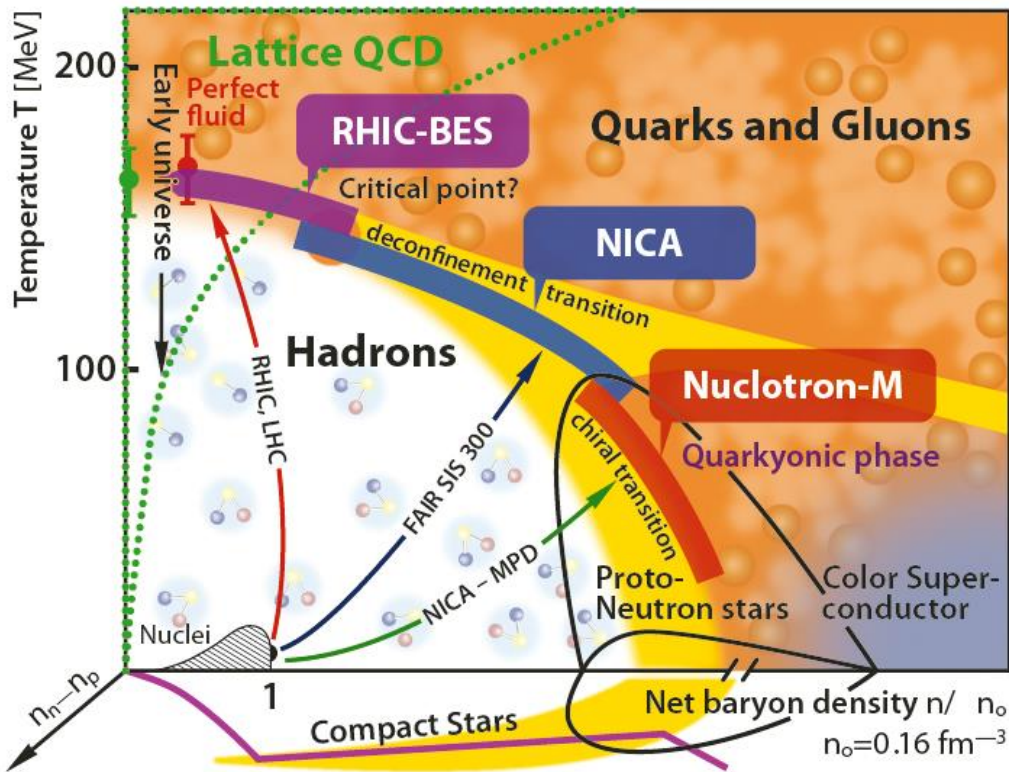 Temperature T [MeV]
200
100
Lattice QCD
Early universe
Perfect
fluid
RHIC-BES
Critical point?
Quarks and Gluons
NICA
deconfinement transition
Hadrons
Nuclotron-M
Quarkyonic phase
chiral transition
RHIC, LHC
FAIR SIS 300
NICA – MPD
Proto-
Neutron stars
Color Super-
conductor
Nuclei
nₙ—nₚ
1
Compact Stars
Net baryon density n/ n₀
n₀=0.16 fm⁻³